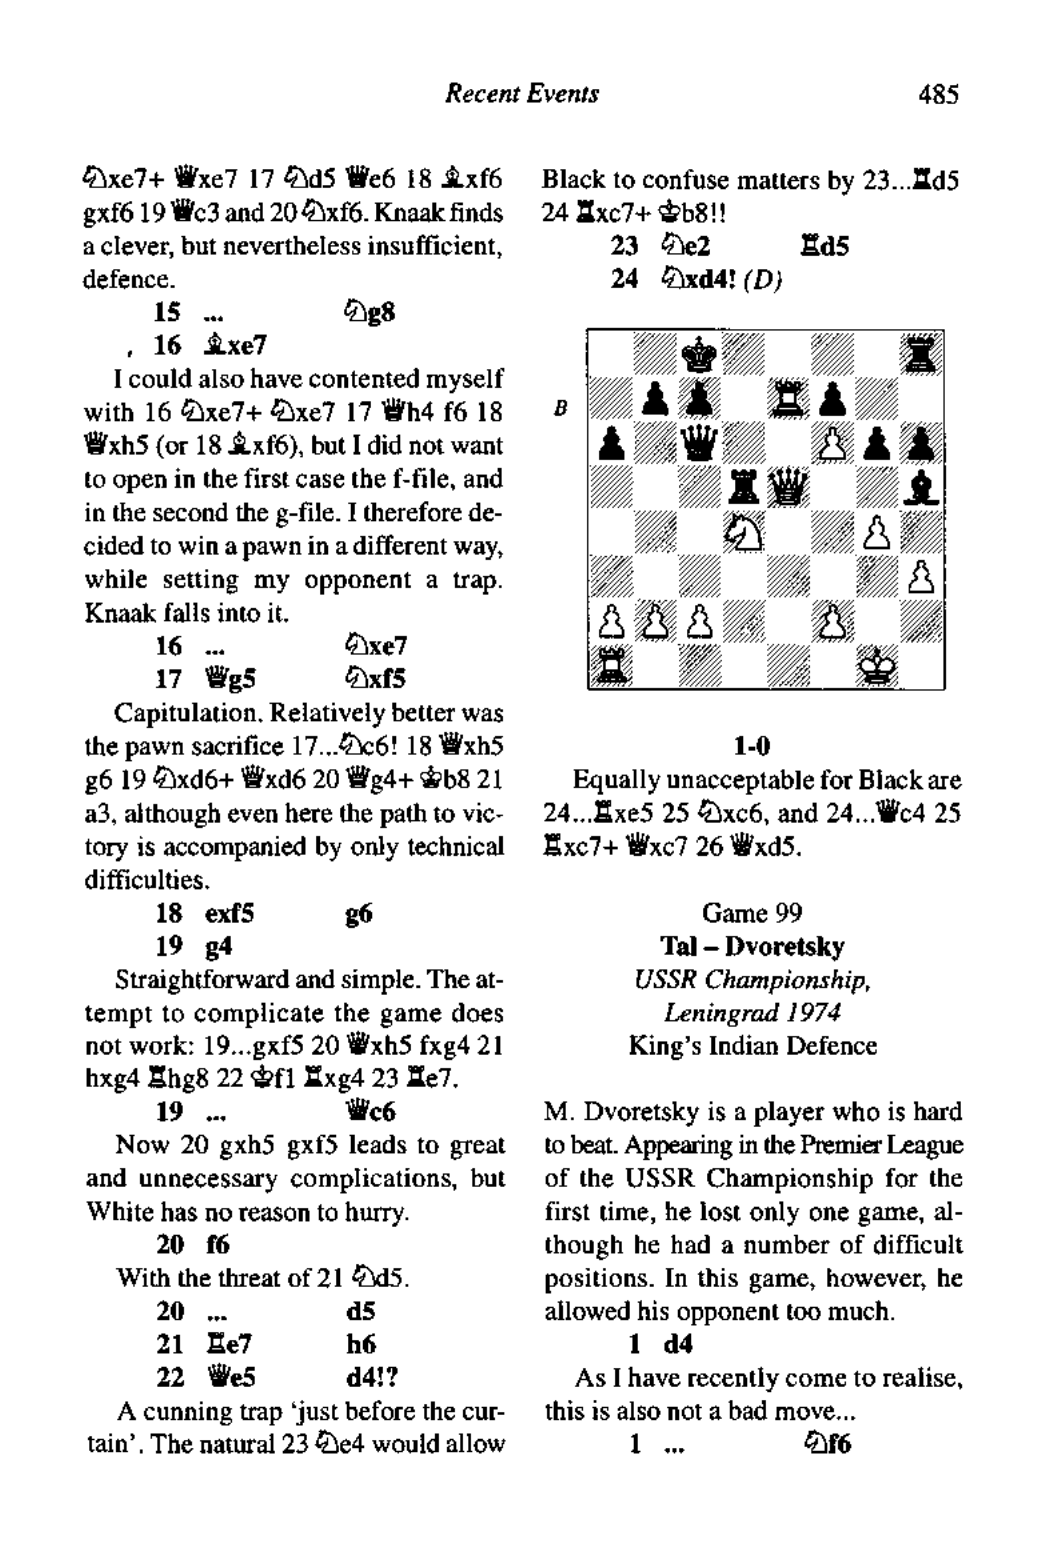 Recent Events 485
♘xe7+ ♛xe7 17 ♘d5 ♛e6 18 ♗xf6
gxf6 19 ♛c3 and 20 ♘xf6. Knaak finds
a clever, but nevertheless insufficient,
defence.
15 ... ♘g8
, 16 ♗xe7
I could also have contented myself
with 16 ♘xe7+ ♘xe7 17 ♛h4 f6 18
♛xh5 (or 18 ♗xf6), but I did not want
to open in the first case the f-file, and
in the second the g-file. I therefore de-
cided to win a pawn in a different way,
while setting my opponent a trap.
Knaak falls into it.
16 ... ♘xe7
17 ♛g5 ♘xf5
Capitulation. Relatively better was
the pawn sacrifice 17...♘c6! 18 ♛xh5
g6 19 ♘xd6+ ♛xd6 20 ♛g4+ ♚b8 21
a3, although even here the path to vic-
tory is accompanied by only technical
difficulties.
18 exf5 g6
19 g4
Straightforward and simple. The at-
tempt to complicate the game does
not work: 19...gxf5 20 ♛xh5 fxg4 21
hxg4 ♜hg8 22 ♚f1 ♜xg4 23 ♜e7.
19 ... ♛c6
Now 20 gxh5 gxf5 leads to great
and unnecessary complications, but
White has no reason to hurry.
20 f6
With the threat of 21 ♘d5.
20 ... d5
21 ♜e7 h6
22 ♛e5 d4!?
A cunning trap ‘just before the cur-
tain’. The natural 23 ♘e4 would allow
Black to confuse matters by 23...♜d5
24 ♜xc7+ ♚b8!!
23 ♘e2 ♜d5
24 ♘xd4! (D)
B
1-0
Equally unacceptable for Black are
24...♜xe5 25 ♘xc6, and 24...♛c4 25
♜xc7+ ♛xc7 26 ♛xd5.
Game 99
Tal – Dvoretsky
USSR Championship,
Leningrad 1974
King's Indian Defence
M. Dvoretsky is a player who is hard
to beat. Appearing in the Premier League
of the USSR Championship for the
first time, he lost only one game, al-
though he had a number of difficult
positions. In this game, however, he
allowed his opponent too much.
1 d4
As I have recently come to realise,
this is also not a bad move...
1 ... ♘f6